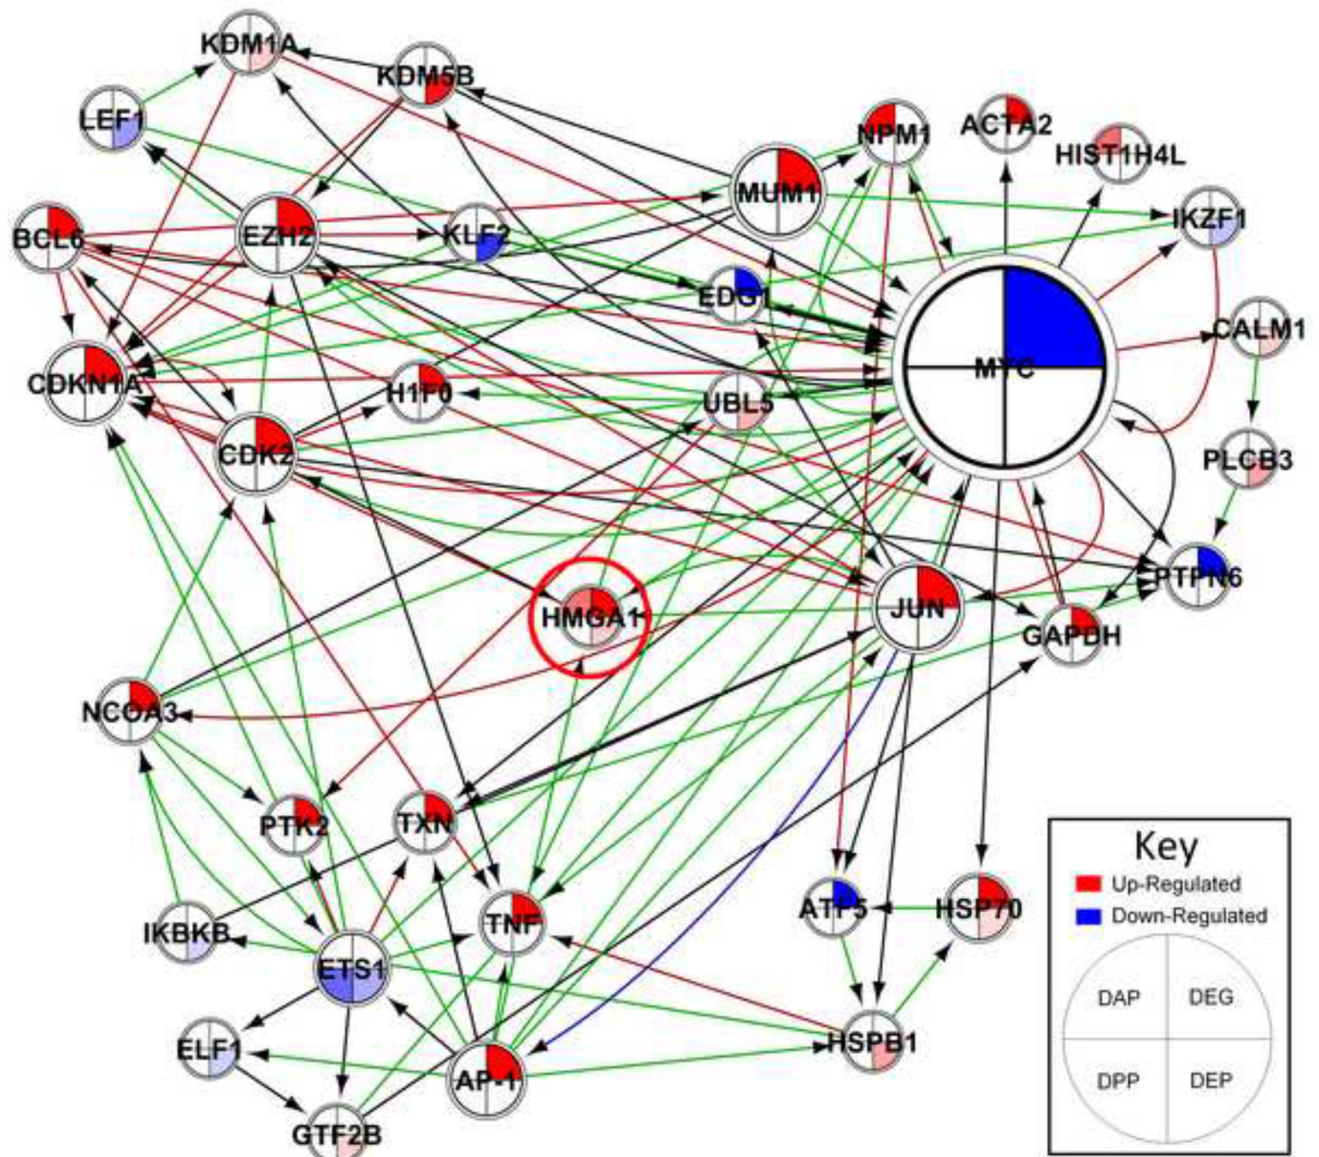 KDM1A
KDM5B
LEF1
NPM1
ACTA2
HIST1H4L
MUM1
IKZF1
BCL6
EZH2
KLF2
EDG1
CALM1
MYC
CDKN1A
H1F0
UBL5
CDK2
PLCB3
PTPN6
HMGA1
JUN
GAPDH
NCOA3
PTK2
TXN
TNF
ATF5
HSP70
IKBKB
ETS1
ELF1
AP-1
HSPB1
GTF2B
Key
Up-Regulated
Down-Regulated
DAP DEG
DPP DEP